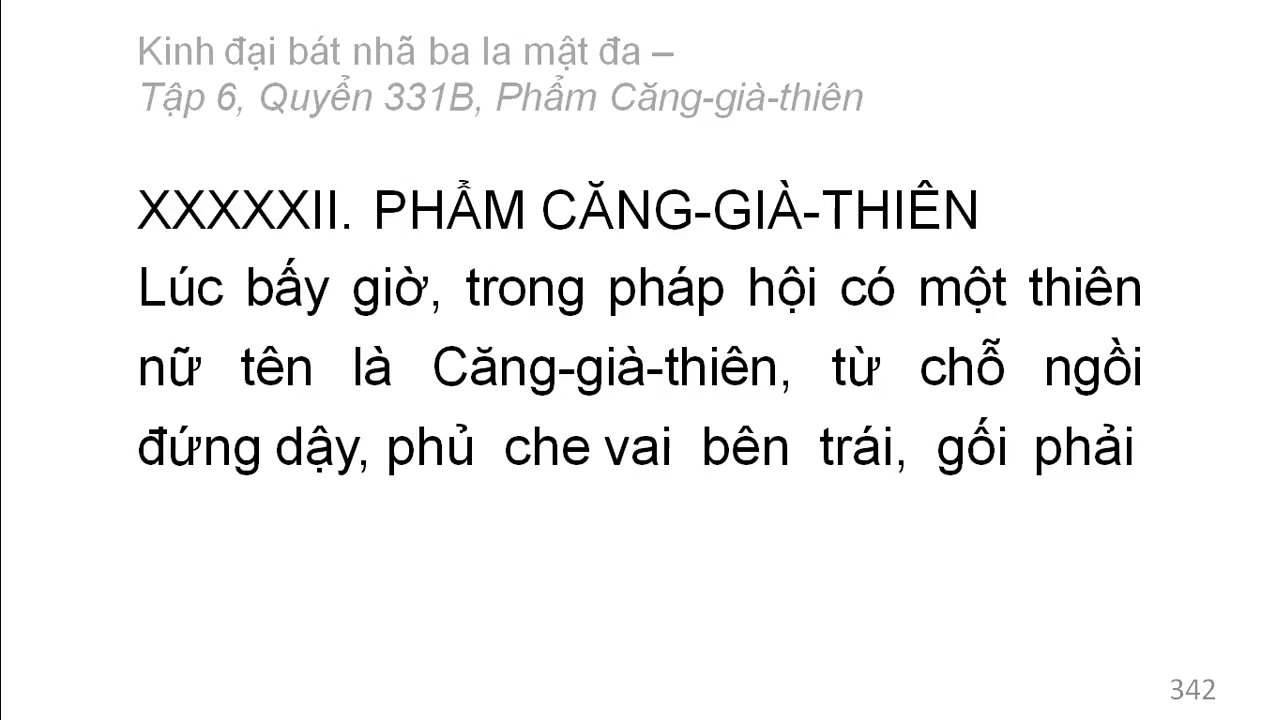 Kinh đại bát nhã ba la mật đa –
Tập 6, Quyển 331B, Phẩm Căng-già-thiên
XXXXXII. PHẨM CĂNG-GIÀ-THIÊN
Lúc bấy giờ, trong pháp hội có một thiên
nữ tên là Căng-già-thiên, từ chỗ ngồi
đứng dậy, phủ che vai bên trái, gối phải
342